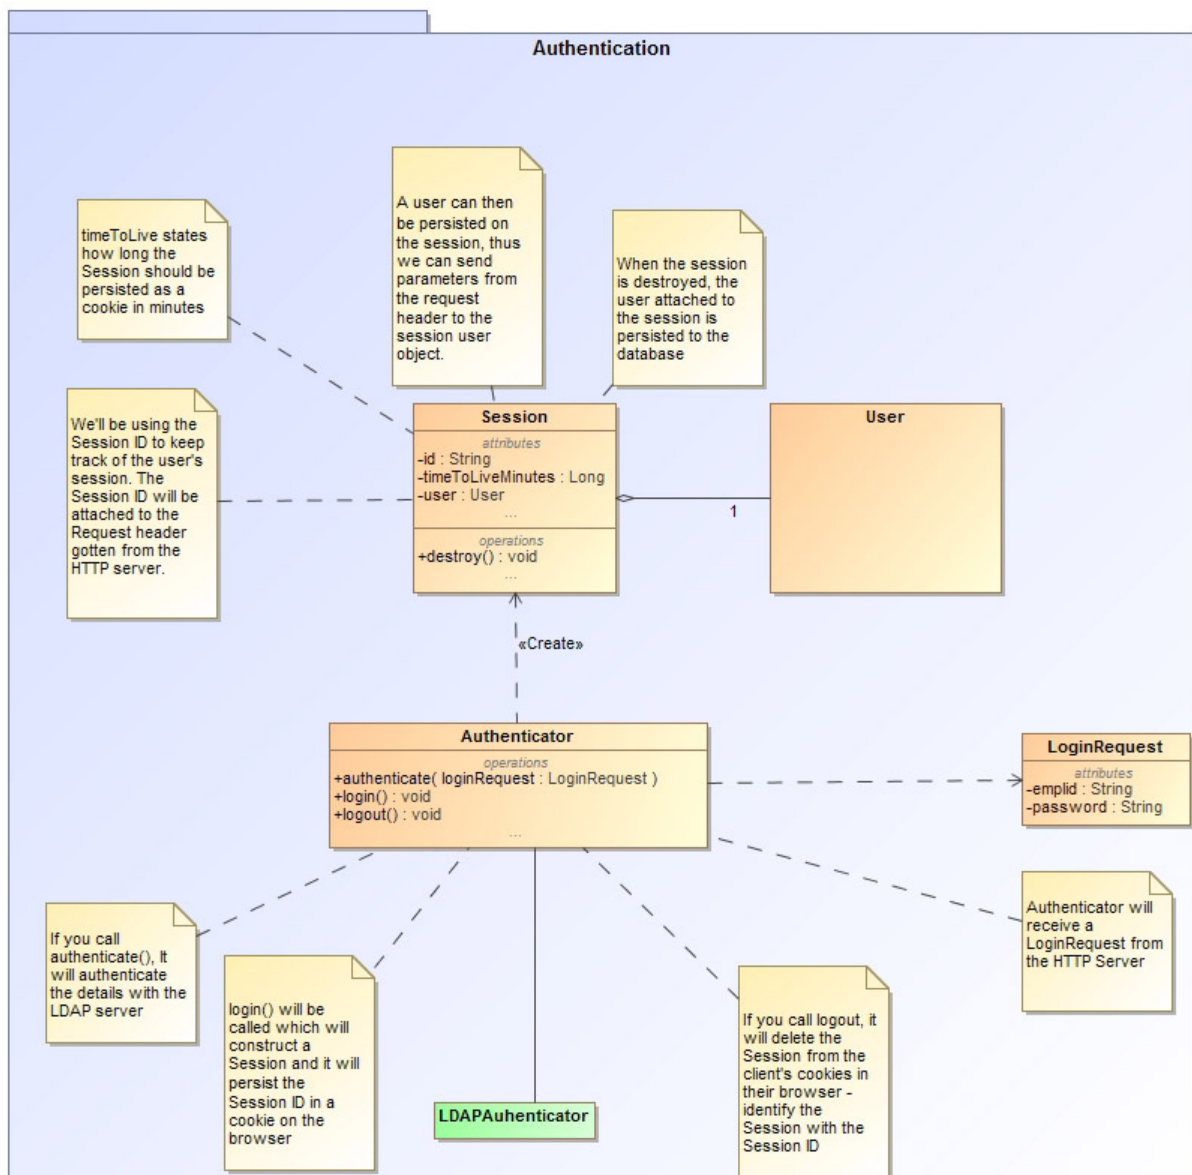 Authentication
timeToLive states
how long the
Session should be
persisted as a
cookie in minutes
A user can then
be persisted on
the session, thus
we can send
parameters from
the request
header to the
session user
object.
When the session
is destroyed, the
user attached to
the session is
persisted to the
database
We'll be using the
Session ID to keep
track of the user's
session. The
Session ID will be
attached to the
Request header
gotten from the
HTTP server.
Session
attributes
-id : String
-timeToLiveMinutes : Long
-user : User
...
operations
+destroy() : void
...
1
User
«Create»
Authenticator
operations
+authenticate( loginRequest : LoginRequest )
+login() : void
+logout() : void
...
LoginRequest
attributes
-emplid : String
-password : String
If you call
authenticate(), It
will authenticate
the details with the
LDAP server
login() will be
called which will
construct a
Session and it will
persist the
Session ID in a
cookie on the
browser
LDAPAuhenticator
If you call logout, it
will delete the
Session from the
client's cookies in
their browser -
identify the
Session with the
Session ID
Authenticator will
receive a
LoginRequest from
the HTTP Server